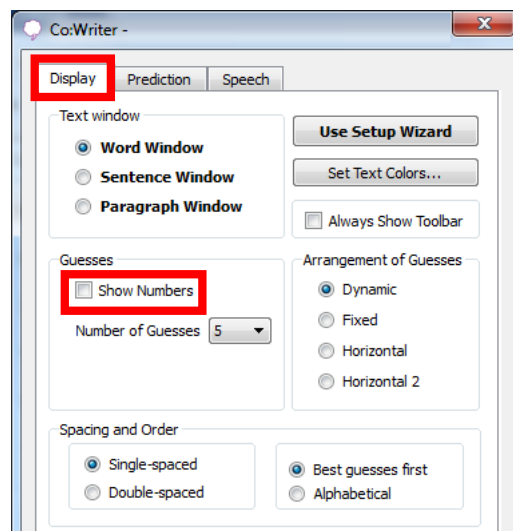 Co:Writer -
Display Prediction Speech
Text window
Word Window
Sentence Window
Paragraph Window
Use Setup Wizard
Set Text Colors...
Always Show Toolbar
Guesses
Show Numbers
Number of Guesses 5
Arrangement of Guesses
Dynamic
Fixed
Horizontal
Horizontal 2
Spacing and Order
Single-spaced
Double-spaced
Best guesses first
Alphabetical